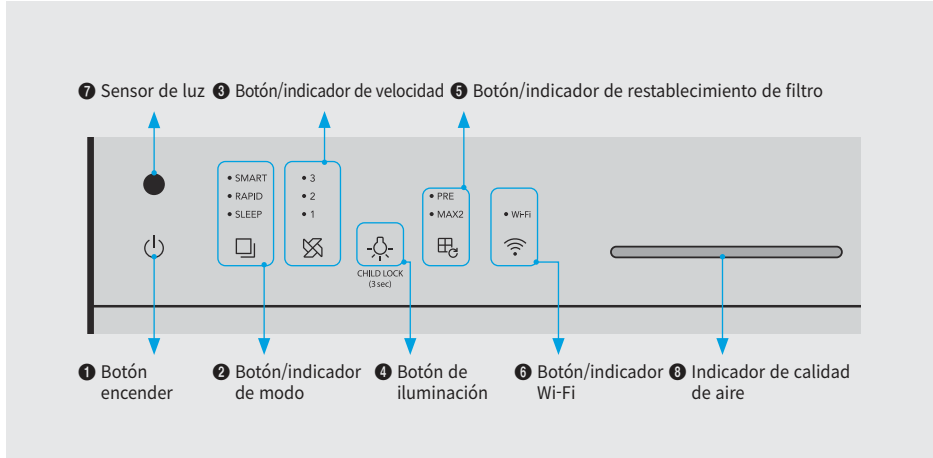 ❼ Sensor de luz ❸ Botón/indicador de velocidad ❺ Botón/indicador de restablecimiento de filtro
• SMART
• RAPID
• SLEEP
• 3
• 2
• 1
CHILD LOCK
(3 sec)
• PRE
• MAX2
• Wi-Fi
❶ Botón
encender
❷ Botón/indicador
de modo
❹ Botón de
iluminación
❻ Botón/indicador
Wi-Fi
❽ Indicador de calidad
de aire